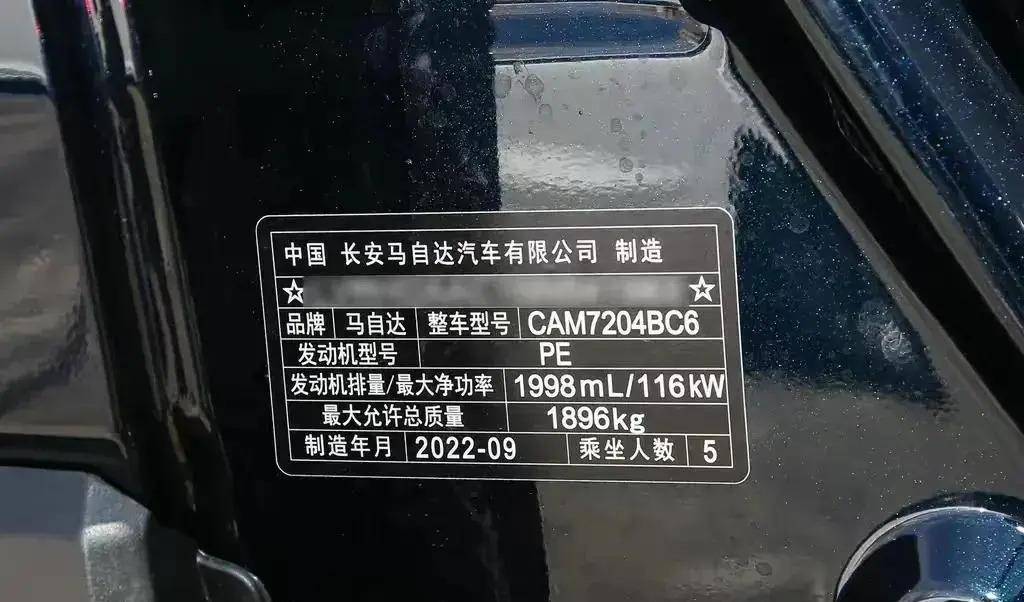 中国 长安马自达汽车有限公司 制造
☆ ☆
品牌 马自达 整车型号 CAM7204BC6
发动机型号 PE
发动机排量/最大净功率 1998mL/116kW
最大允许总质量 1896kg
制造年月 2022-09 乘坐人数 5